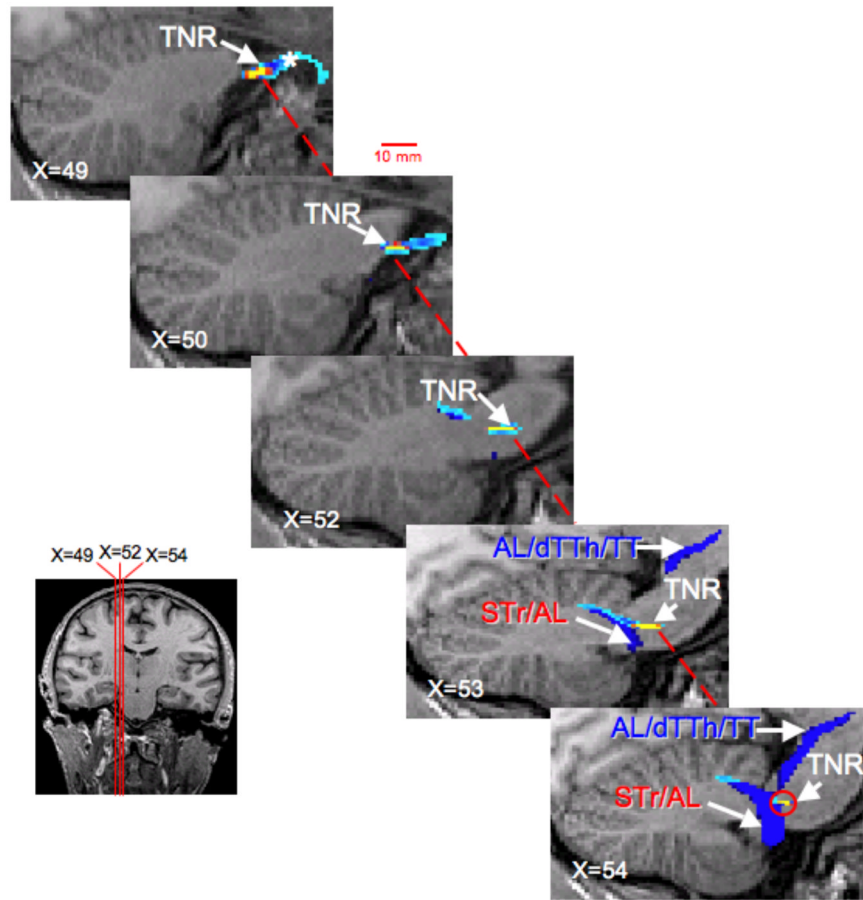 TNR
*
X=49
10 mm
TNR
X=50
TNR
X=52
X=49 X=52 X=54
AL/dTTh/TT
TNR
STr/AL
X=53
AL/dTTh/TT
TNR
STr/AL
X=54